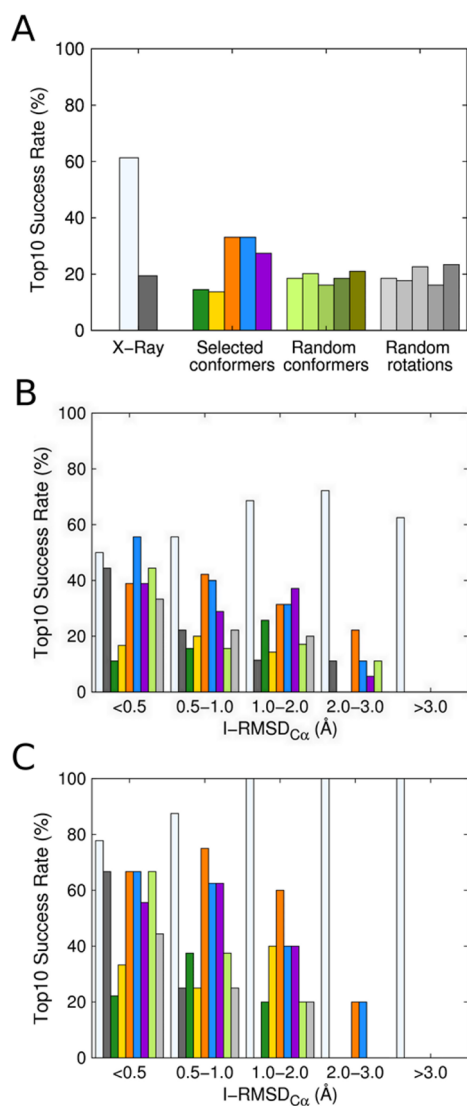 A
Top10 Success Rate (%)
100
80
60
40
20
0
X-Ray
Selected conformers
Random conformers
Random rotations
B
Top10 Success Rate (%)
100
80
60
40
20
0
<0.5
0.5-1.0
1.0-2.0
2.0-3.0
>3.0
I-RMSDCα (Å)
C
Top10 Success Rate (%)
100
80
60
40
20
0
<0.5
0.5-1.0
1.0-2.0
2.0-3.0
>3.0
I-RMSDCα (Å)